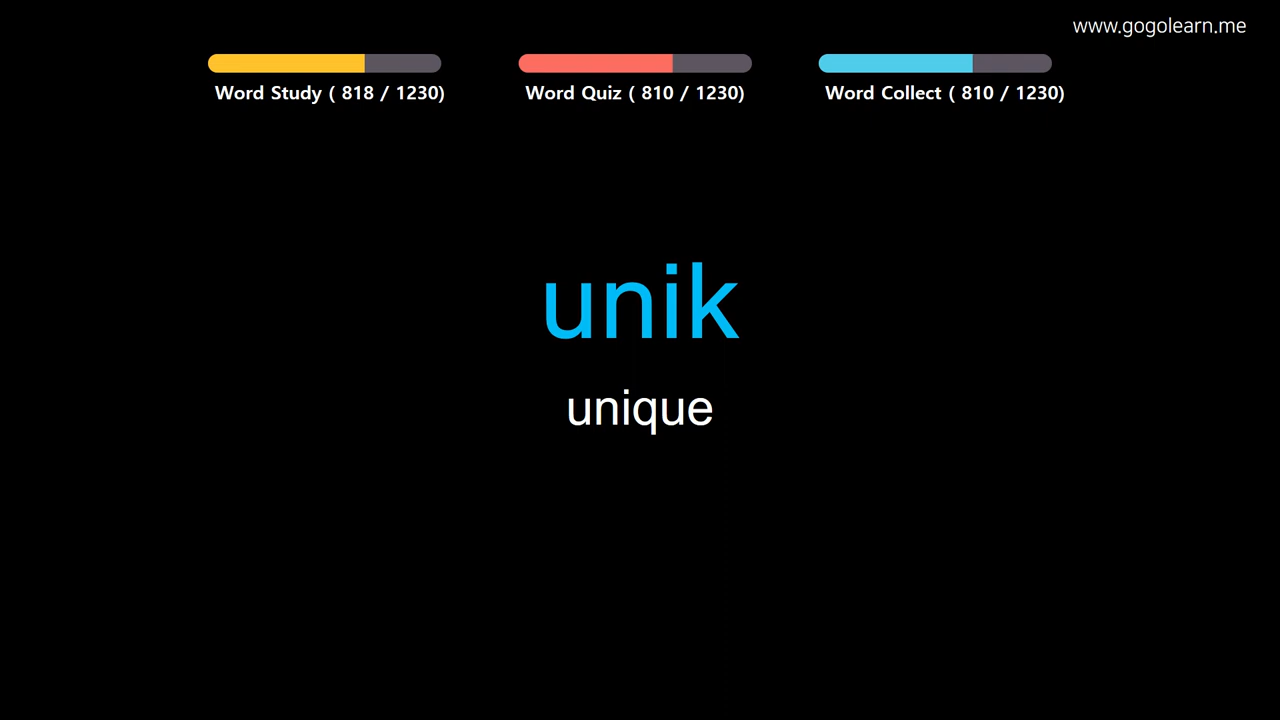 www.gogolearn.me
Word Study ( 818 / 1230)
Word Quiz ( 810 / 1230)
Word Collect ( 810 / 1230)
unik
unique